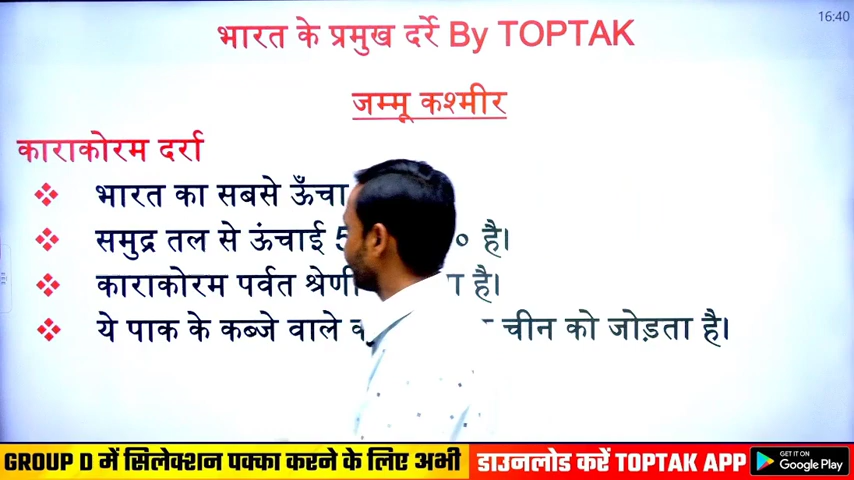 16:40
भारत के प्रमुख दर्रे By TOPTAK
जम्मू कश्मीर
काराकोरम दर्रा
भारत का सबसे ऊँचा
समुद्र तल से ऊंचाई 5 है।
काराकोरम पर्वत श्रेणी है।
ये पाक के कब्जे वाले चीन को जोड़ता है।
GROUP D में सिलेक्शन पक्का करने के लिए अभी डाउनलोड करें TOPTAK APP GET IT ON Google Play